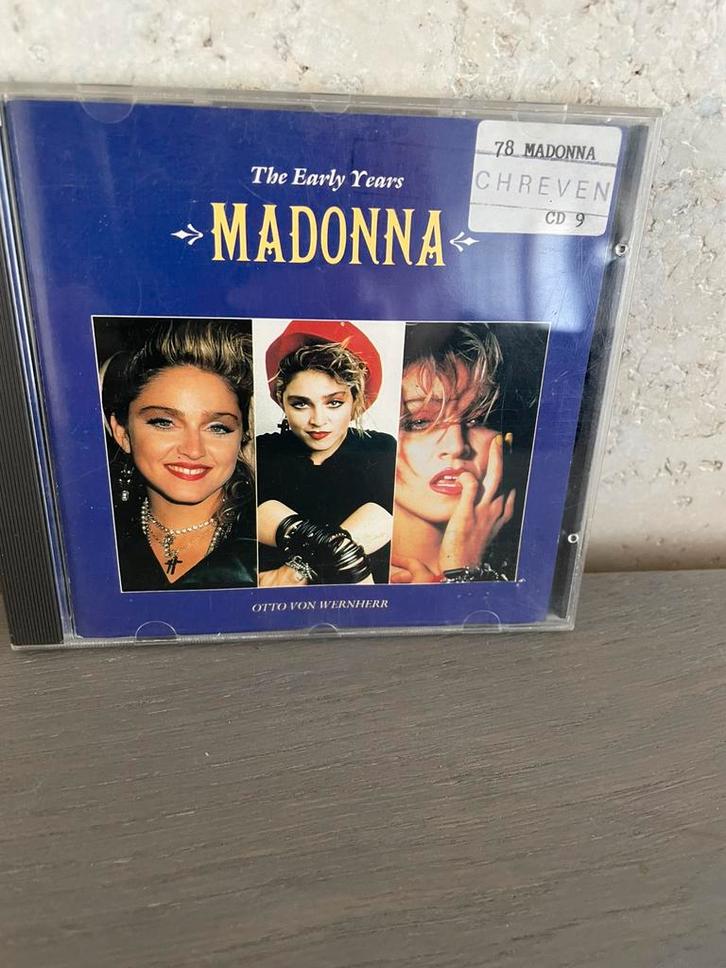 78 MADONNA
CHREVEN
CD 9
The Early Years
MADONNA
OTTO VON WERNHERR